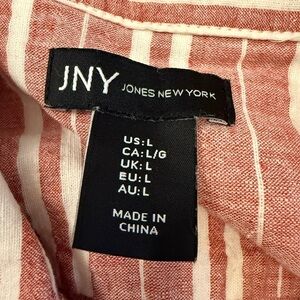 JNY JONES NEW YORK
US:L
CA:L/G
UK:L
EU:L
AU:L
MADE IN
CHINA